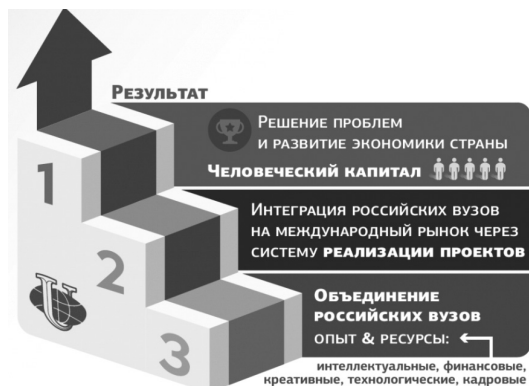 Результат
Решение проблем
и развитие экономики страны
Человеческий капитал
1
Интеграция российских вузов
на международный рынок через
систему реализации проектов
2
Объединение
российских вузов
опыт & ресурсы:
3
интеллектуальные, финансовые,
креативные, технологические, кадровые
U